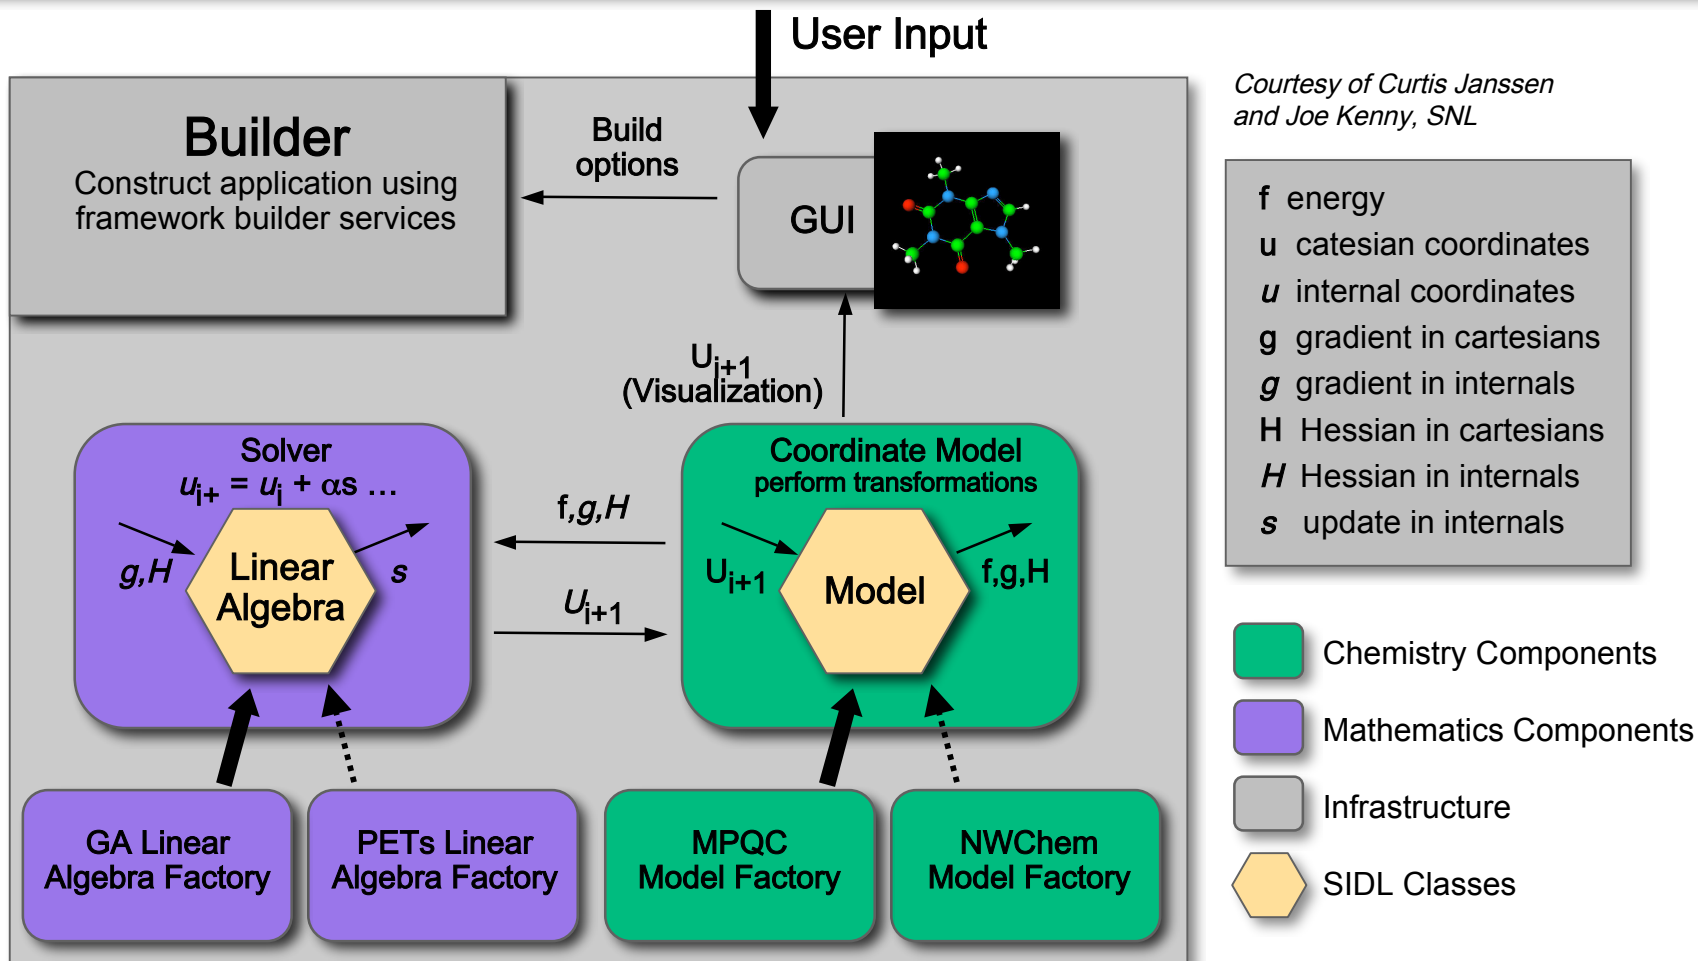 User Input
Courtesy of Curtis Janssen
and Joe Kenny, SNL
Builder
Construct application using
framework builder services
Build
options
GUI
f energy
u catesian coordinates
u internal coordinates
g gradient in cartesians
g gradient in internals
H Hessian in cartesians
H Hessian in internals
s update in internals
Ui+1
(Visualization)
Solver
ui+ = ui + αs ...
g,H
Linear
Algebra
s
f,g,H
Ui+1
Coordinate Model
perform transformations
Ui+1
Model
f,g,H
GA Linear
Algebra Factory
PETs Linear
Algebra Factory
MPQC
Model Factory
NWChem
Model Factory
Chemistry Components
Mathematics Components
Infrastructure
SIDL Classes